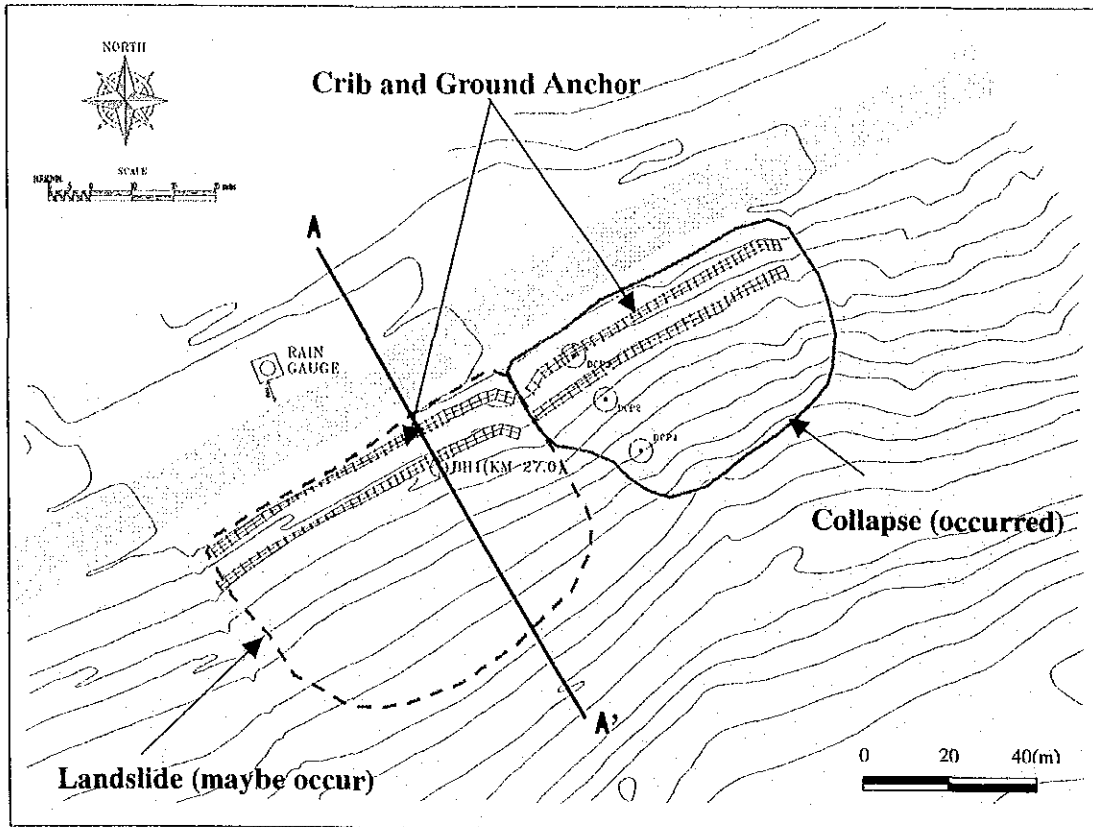 NORTH
SCALE
Crib and Ground Anchor
A
RAIN
GAUGE
DCP2
BH1(KM-27.0)
Collapse (occurred)
A'
Landslide (maybe occur)
0 20 40(m)